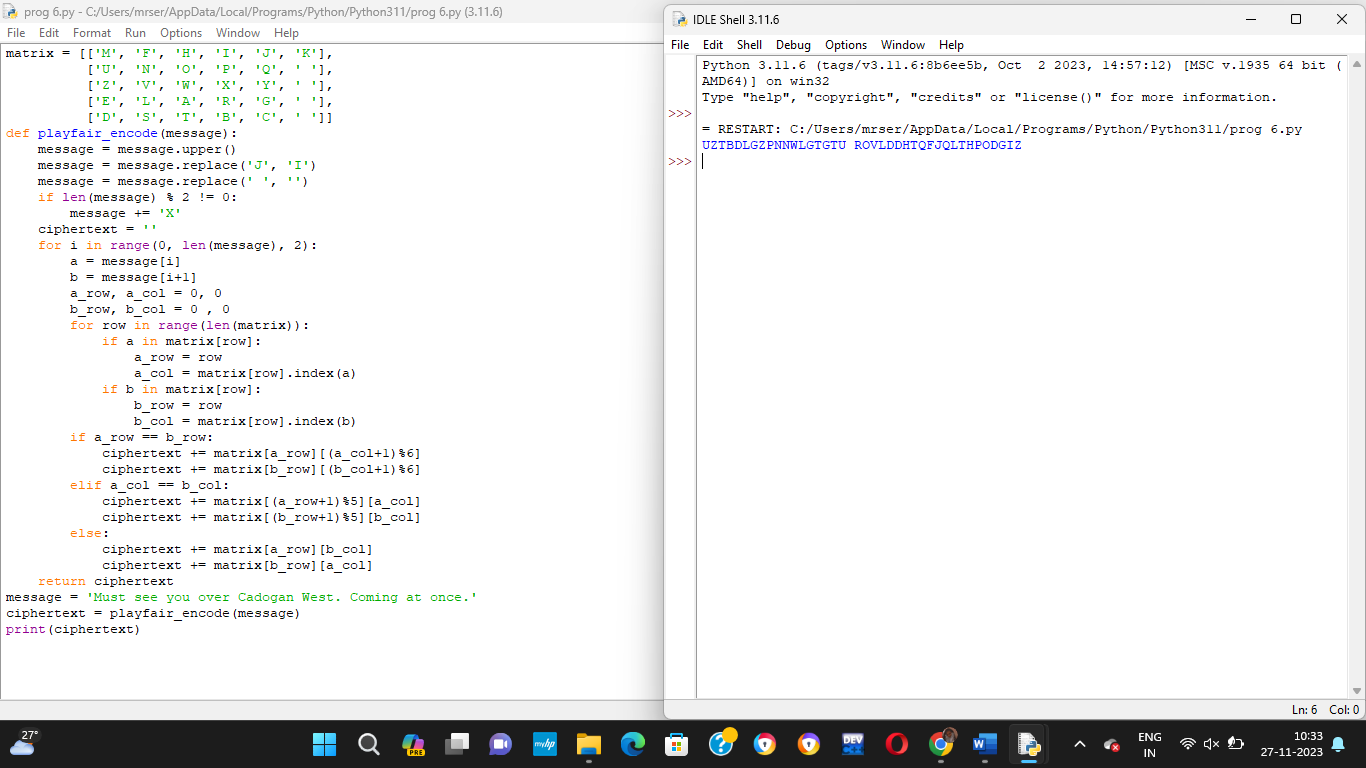 prog 6.py - C:/Users/mrser/AppData/Local/Programs/Python/Python311/prog 6.py (3.11.6)
File Edit Format Run Options Window Help
matrix = [['M', 'F', 'H', 'I', 'J', 'K'],
          ['U', 'N', 'O', 'P', 'Q', ' '],
          ['Z', 'V', 'W', 'X', 'Y', ' '],
          ['E', 'L', 'A', 'R', 'G', ' '],
          ['D', 'S', 'T', 'B', 'C', ' ']]
def playfair_encode(message):
    message = message.upper()
    message = message.replace('J', 'I')
    message = message.replace(' ', '')
    if len(message) % 2 != 0:
        message += 'X'
    ciphertext = ''
    for i in range(0, len(message), 2):
        a = message[i]
        b = message[i+1]
        a_row, a_col = 0, 0
        b_row, b_col = 0 , 0
        for row in range(len(matrix)):
            if a in matrix[row]:
                a_row = row
                a_col = matrix[row].index(a)
            if b in matrix[row]:
                b_row = row
                b_col = matrix[row].index(b)
        if a_row == b_row:
            ciphertext += matrix[a_row][(a_col+1)%6]
            ciphertext += matrix[b_row][(b_col+1)%6]
        elif a_col == b_col:
            ciphertext += matrix[(a_row+1)%5][a_col]
            ciphertext += matrix[(b_row+1)%5][b_col]
        else:
            ciphertext += matrix[a_row][b_col]
            ciphertext += matrix[b_row][a_col]
    return ciphertext
message = 'Must see you over Cadogan West. Coming at once.'
ciphertext = playfair_encode(message)
print(ciphertext)
IDLE Shell 3.11.6
File Edit Shell Debug Options Window Help
Python 3.11.6 (tags/v3.11.6:8b6ee5b, Oct  2 2023, 14:57:12) [MSC v.1935 64 bit (
AMD64)] on win32
Type "help", "copyright", "credits" or "license()" for more information.
>>>
= RESTART: C:/Users/mrser/AppData/Local/Programs/Python/Python311/prog 6.py
UZTBDLGZPNNWLGTGTU ROVLDDHTQFJQLTHPODGIZ
>>>
Ln: 6 Col: 0
27°
PRE
myhp
DEV
ENG
IN
10:33
27-11-2023